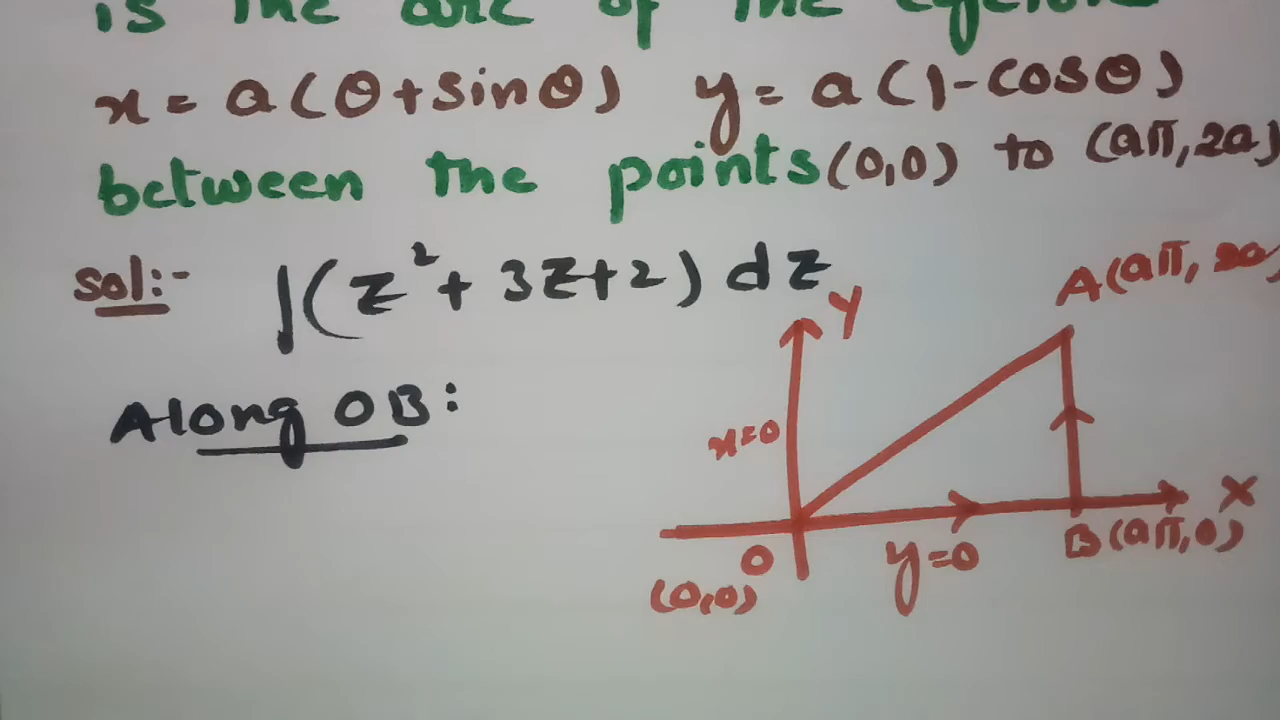 is the arc of the cycloid
x = a(θ+sinθ) y = a(1-cosθ)
between the points (0,0) to (aπ, 2a)
Sol:- ∫(z²+ 3z+2) dz
Along OB:
Y
A(aπ, 2a)
x=0
X
O
(0,0)
y=0
B(aπ,0)